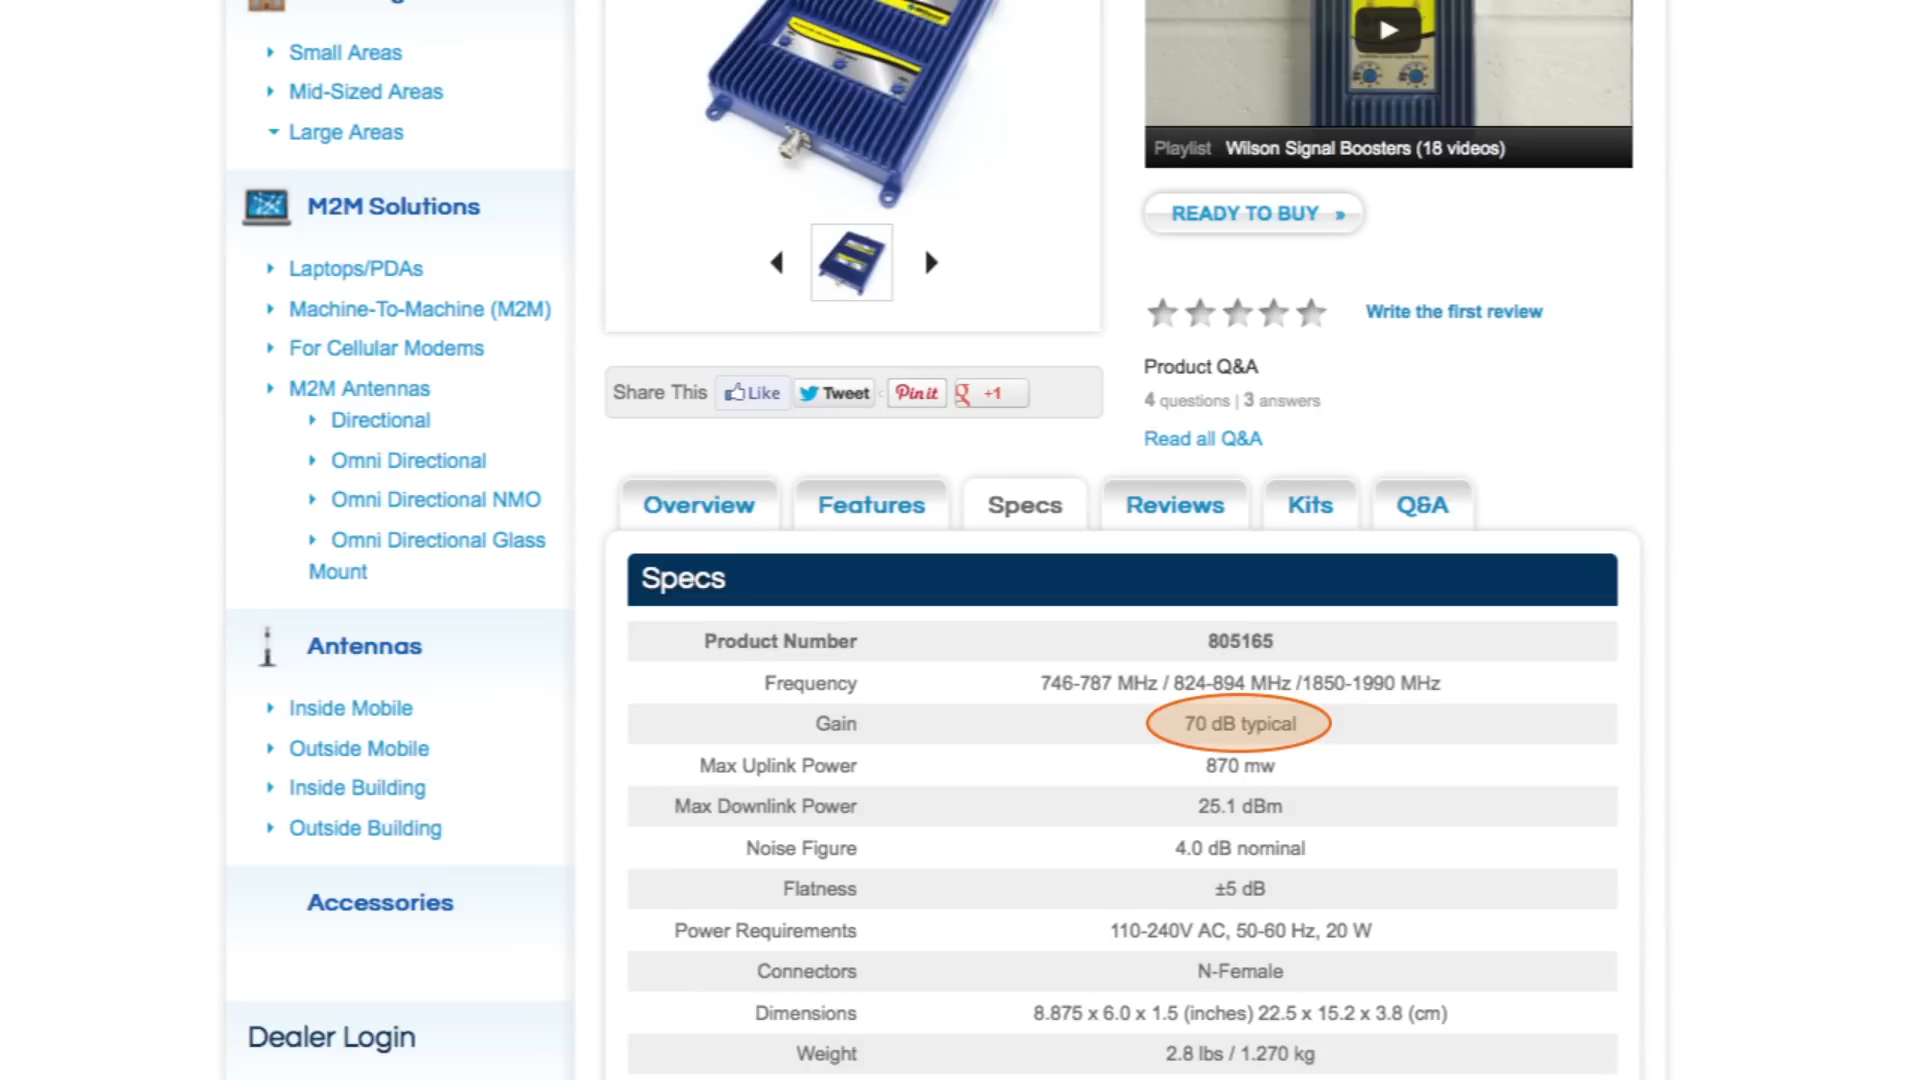 Small Areas
Mid-Sized Areas
Large Areas
M2M Solutions
Laptops/PDAs
Machine-To-Machine (M2M)
For Cellular Modems
M2M Antennas
Directional
Omni Directional
Omni Directional NMO
Omni Directional Glass
Mount
Antennas
Inside Mobile
Outside Mobile
Inside Building
Outside Building
Accessories
Dealer Login
Share This Like Tweet Pin it +1
Playlist Wilson Signal Boosters (18 videos)
READY TO BUY »
Write the first review
Product Q&A
4 questions | 3 answers
Read all Q&A
Overview Features Specs Reviews Kits Q&A
Specs
Product Number 805165
Frequency 746-787 MHz / 824-894 MHz /1850-1990 MHz
Gain 70 dB typical
Max Uplink Power 870 mw
Max Downlink Power 25.1 dBm
Noise Figure 4.0 dB nominal
Flatness ±5 dB
Power Requirements 110-240V AC, 50-60 Hz, 20 W
Connectors N-Female
Dimensions 8.875 x 6.0 x 1.5 (inches) 22.5 x 15.2 x 3.8 (cm)
Weight 2.8 lbs / 1.270 kg